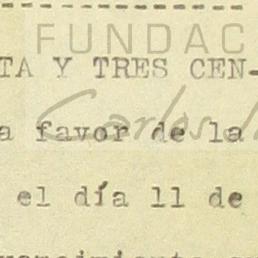 FUNDAC
TA Y TRES CEN-
Carlos
a favor de la
el día 11 de